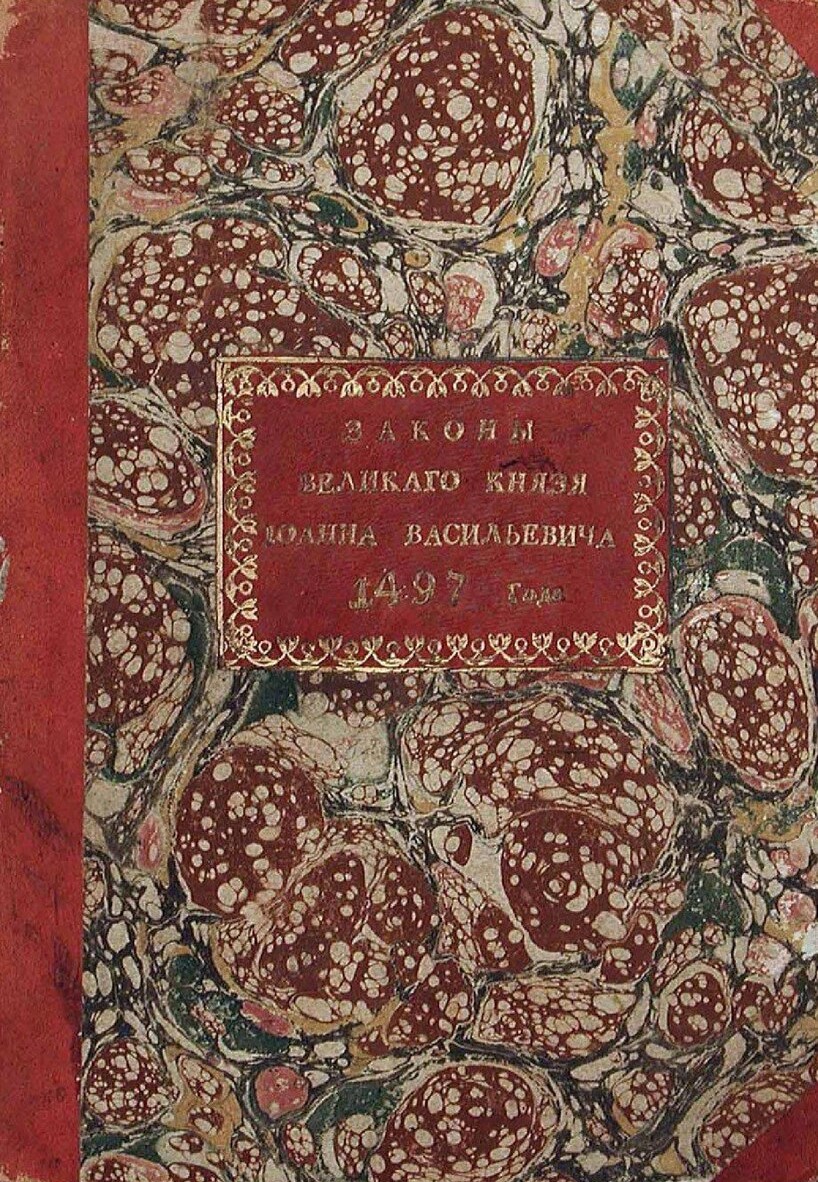 ЗАКОНЫ
ВЕЛИКАГО КНЯЗЯ
ІОАННА ВАСИЛЬЕВИЧА
1497 Года